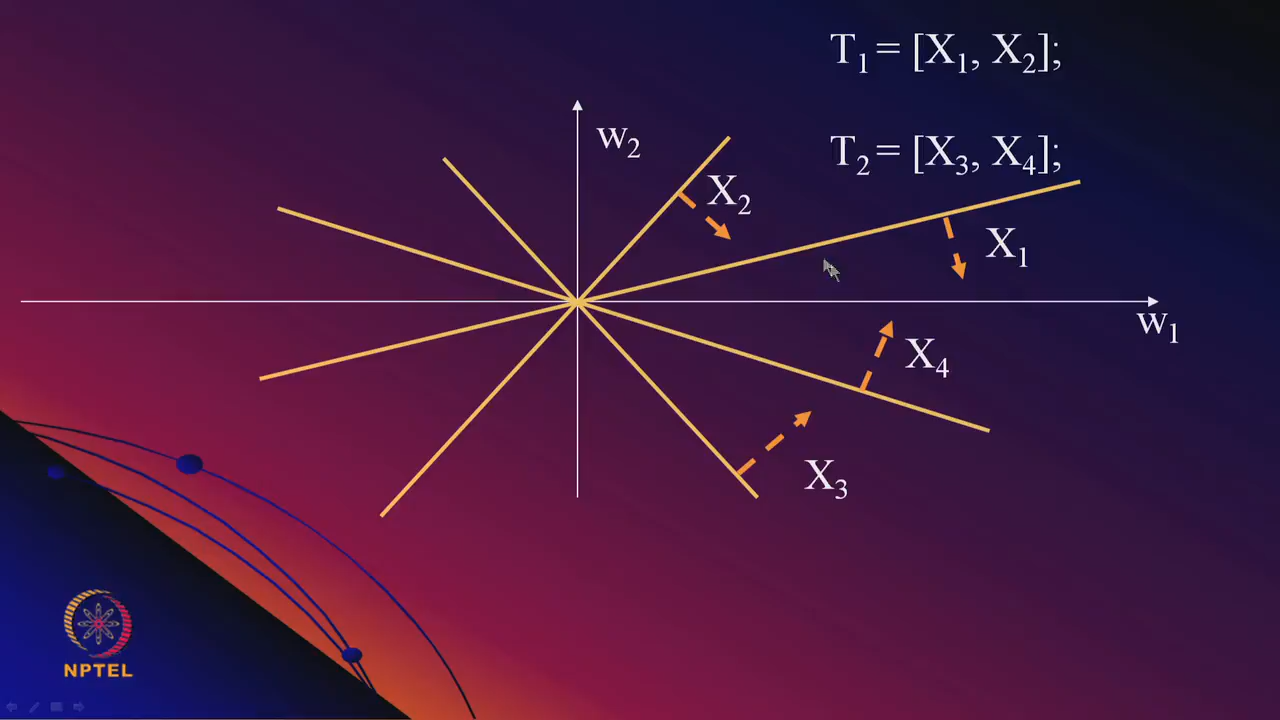 T₁ = [X₁, X₂];
w₂
T₂ = [X₃, X₄];
X₂
X₁
w₁
X₄
X₃
NPTEL